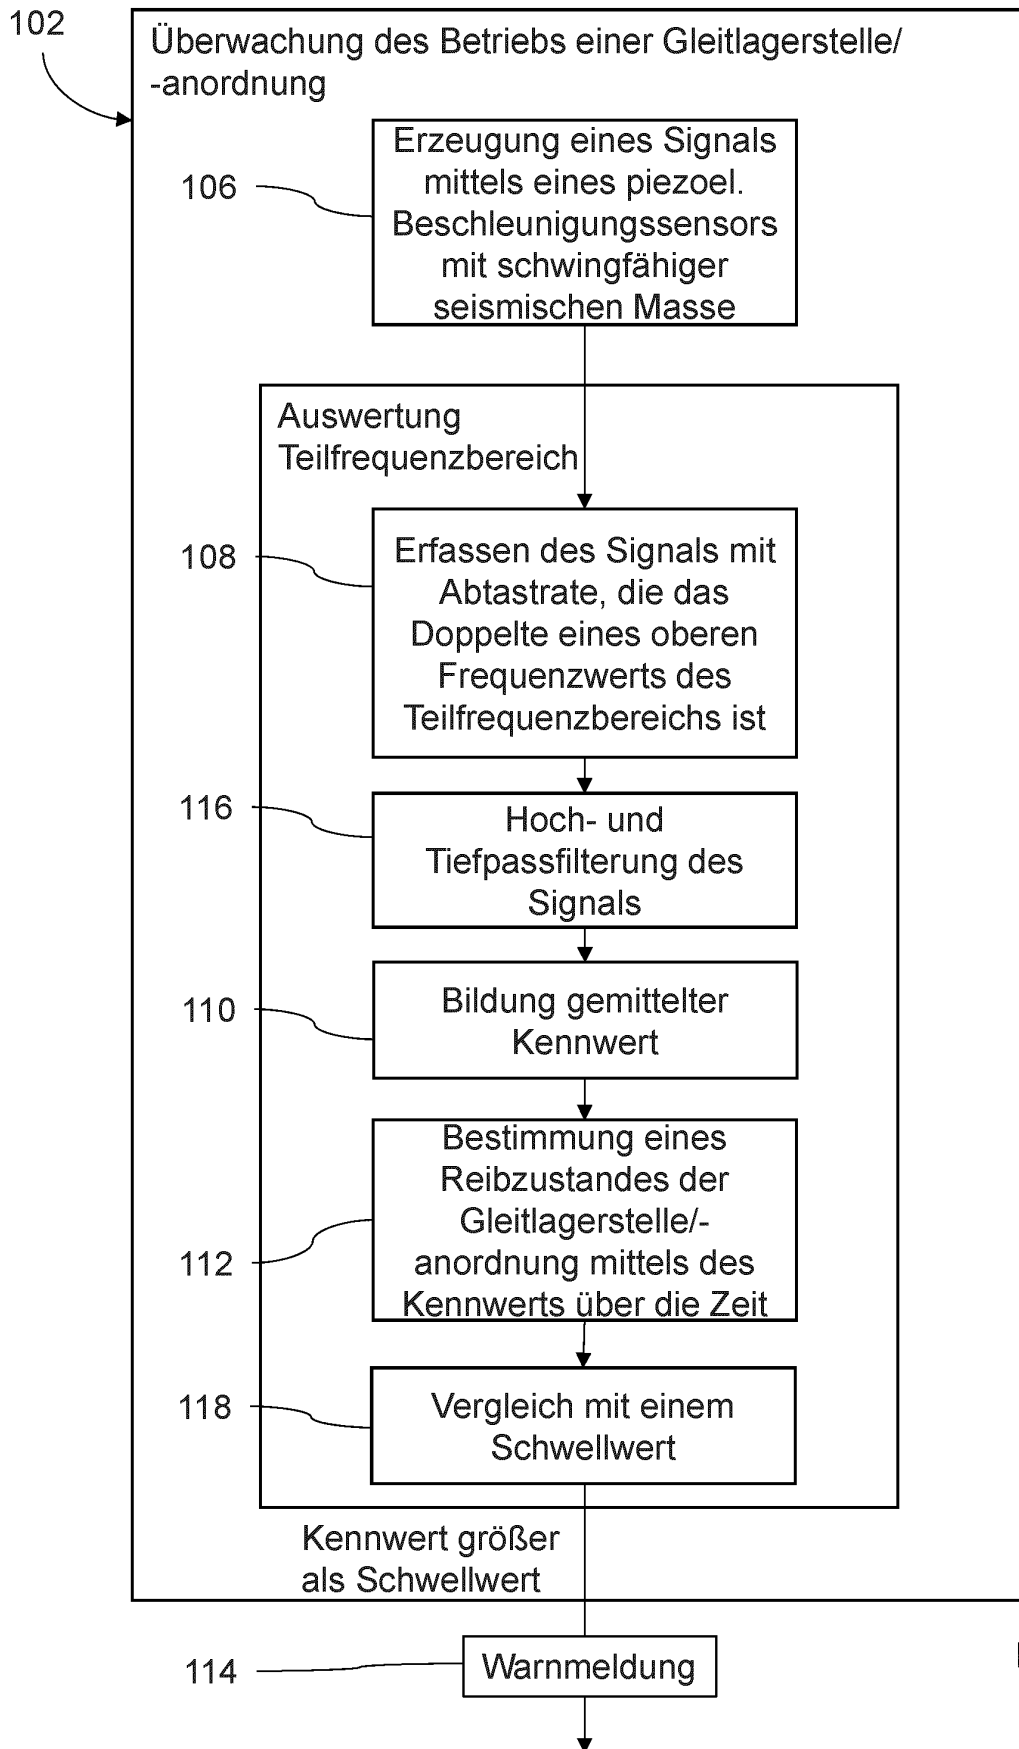 102
Überwachung des Betriebs einer Gleitlagerstelle/
-anordnung
106
Erzeugung eines Signals
mittels eines piezoel.
Beschleunigungssensors
mit schwingfähiger
seismischen Masse
Auswertung
Teilfrequenzbereich
108
Erfassen des Signals mit
Abtastrate, die das
Doppelte eines oberen
Frequenzwerts des
Teilfrequenzbereichs ist
116
Hoch- und
Tiefpassfilterung des
Signals
110
Bildung gemittelter
Kennwert
112
Bestimmung eines
Reibzustandes der
Gleitlagerstelle/-
anordnung mittels des
Kennwerts über die Zeit
118
Vergleich mit einem
Schwellwert
Kennwert größer
als Schwellwert
114
Warnmeldung